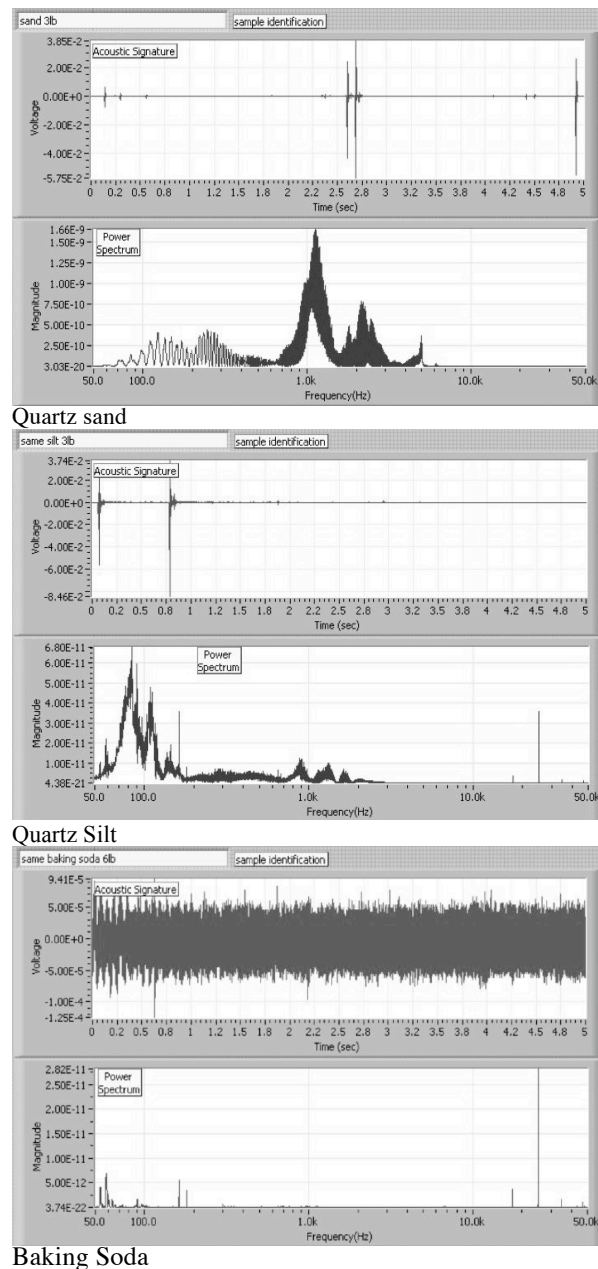 sand 3lb sample identification
3.85E-2
Acoustic Signature
2.00E-2
0.00E+0
-2.00E-2
-4.00E-2
-5.75E-2
Voltage
0 0.2 0.5 0.8 1 1.2 1.5 1.8 2 2.2 2.5 2.8 3 3.2 3.5 3.8 4 4.2 4.5 4.8 5
Time (sec)
1.66E-9
1.50E-9
Power
Spectrum
1.25E-9
1.00E-9
7.50E-10
5.00E-10
2.50E-10
3.03E-20
Magnitude
50.0 100.0 1.0k 10.0k 50.0k
Frequency(Hz)
Quartz sand
same silt 3lb sample identification
3.74E-2
Acoustic Signature
2.00E-2
0.00E+0
-2.00E-2
-4.00E-2
-6.00E-2
-8.46E-2
Voltage
0 0.2 0.5 0.8 1 1.2 1.5 1.8 2 2.2 2.5 2.8 3 3.2 3.5 3.8 4 4.2 4.5 4.8 5
Time (sec)
6.80E-11
6.00E-11
Power
Spectrum
5.00E-11
4.00E-11
3.00E-11
2.00E-11
1.00E-11
4.38E-21
Magnitude
50.0 100.0 1.0k 10.0k 50.0k
Frequency(Hz)
Quartz Silt
same baking soda 6lb sample identification
9.41E-5
Acoustic Signature
5.00E-5
0.00E+0
-5.00E-5
-1.00E-4
-1.25E-4
Voltage
0 0.2 0.5 0.8 1 1.2 1.5 1.8 2 2.2 2.5 2.8 3 3.2 3.5 3.8 4 4.2 4.5 4.8 5
Time (sec)
2.82E-11
2.50E-11
Power
Spectrum
2.00E-11
1.50E-11
1.00E-11
5.00E-12
3.74E-22
Magnitude
50.0 100.0 1.0k 10.0k 50.0k
Frequency(Hz)
Baking Soda